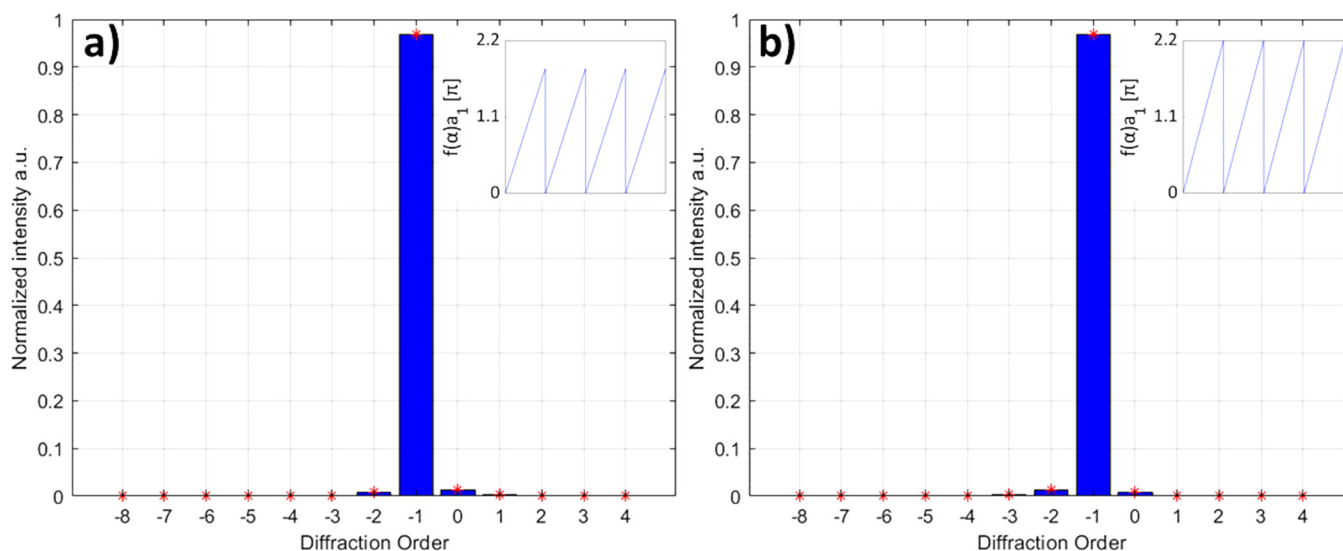 a)
1
0.9
0.8
0.7
0.6
0.5
0.4
0.3
0.2
0.1
0
Normalized intensity a.u.
-8 -7 -6 -5 -4 -3 -2 -1 0 1 2 3 4
Diffraction Order
2.2
1.1
0
f(α)a₁ [π]
b)
1
0.9
0.8
0.7
0.6
0.5
0.4
0.3
0.2
0.1
0
Normalized intensity a.u.
-8 -7 -6 -5 -4 -3 -2 -1 0 1 2 3 4
Diffraction Order
2.2
1.1
0
f(α)a₁ [π]